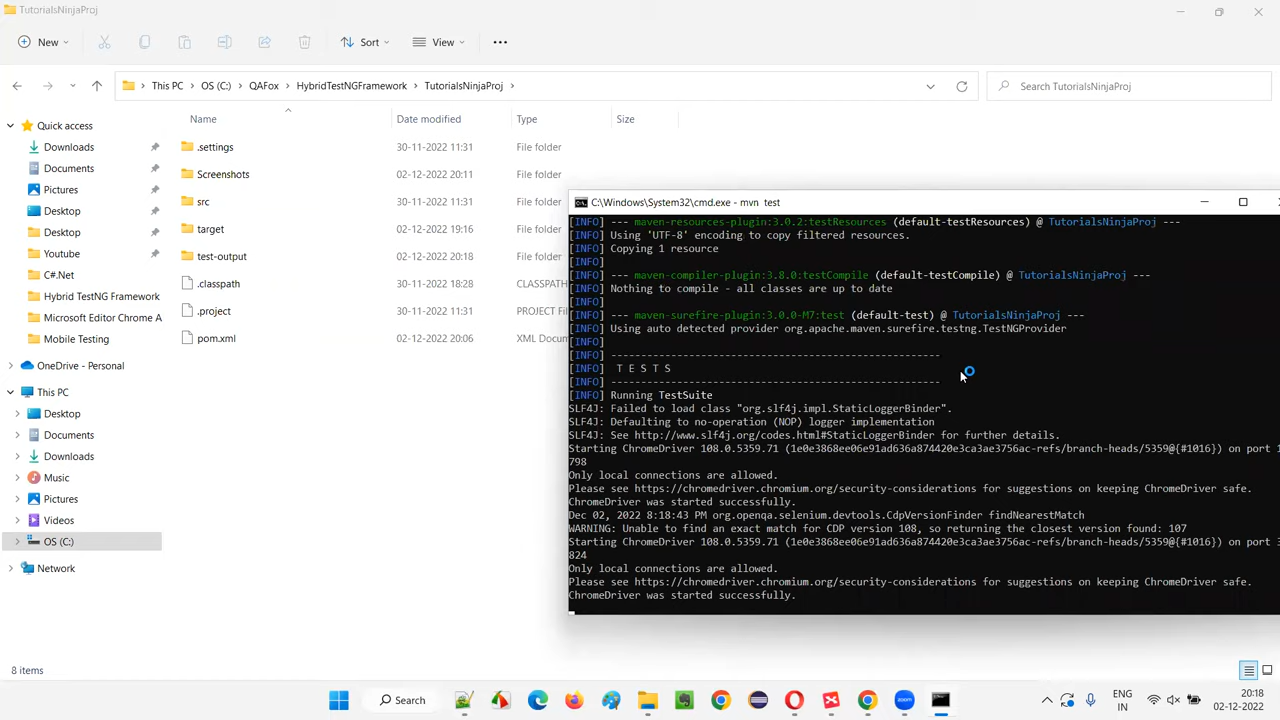 TutorialsNinjaProj
New
Sort
View
This PC > OS (C:) > QAFox > HybridTestNGFramework > TutorialsNinjaProj >
Search TutorialsNinjaProj
Name Date modified Type Size
Quick access
Downloads
Documents
Pictures
Desktop
Desktop
Youtube
C#.Net
Hybrid TestNG Framework
Microsoft Editor Chrome A
Mobile Testing
OneDrive - Personal
This PC
Desktop
Documents
Downloads
Music
Pictures
Videos
OS (C:)
Network
.settings 30-11-2022 11:31 File folder
Screenshots 02-12-2022 20:11 File folder
src 30-11-2022 11:31 File folder
target 02-12-2022 19:16 File folder
test-output 02-12-2022 20:18 File folder
.classpath 30-11-2022 18:28 CLASSPATH
.project 30-11-2022 11:31 PROJECT Fil
pom.xml 02-12-2022 20:06 XML Docum
C:\Windows\System32\cmd.exe - mvn test
[INFO] --- maven-resources-plugin:3.0.2:testResources (default-testResources) @ TutorialsNinjaProj ---
[INFO] Using 'UTF-8' encoding to copy filtered resources.
[INFO] Copying 1 resource
[INFO]
[INFO] --- maven-compiler-plugin:3.8.0:testCompile (default-testCompile) @ TutorialsNinjaProj ---
[INFO] Nothing to compile - all classes are up to date
[INFO]
[INFO] --- maven-surefire-plugin:3.0.0-M7:test (default-test) @ TutorialsNinjaProj ---
[INFO] Using auto detected provider org.apache.maven.surefire.testng.TestNGProvider
[INFO]
[INFO] -------------------------------------------------------
[INFO] T E S T S
[INFO] -------------------------------------------------------
[INFO] Running TestSuite
SLF4J: Failed to load class "org.slf4j.impl.StaticLoggerBinder".
SLF4J: Defaulting to no-operation (NOP) logger implementation
SLF4J: See http://www.slf4j.org/codes.html#StaticLoggerBinder for further details.
Starting ChromeDriver 108.0.5359.71 (1e0e3868ee06e91ad636a874420e3ca3ae3756ac-refs/branch-heads/5359@{#1016}) on port 1
798
Only local connections are allowed.
Please see https://chromedriver.chromium.org/security-considerations for suggestions on keeping ChromeDriver safe.
ChromeDriver was started successfully.
Dec 02, 2022 8:18:43 PM org.openqa.selenium.devtools.CdpVersionFinder findNearestMatch
WARNING: Unable to find an exact match for CDP version 108, so returning the closest version found: 107
Starting ChromeDriver 108.0.5359.71 (1e0e3868ee06e91ad636a874420e3ca3ae3756ac-refs/branch-heads/5359@{#1016}) on port 3
824
Only local connections are allowed.
Please see https://chromedriver.chromium.org/security-considerations for suggestions on keeping ChromeDriver safe.
ChromeDriver was started successfully.
8 items
Search
zoom
ENG
IN
20:18
02-12-2022